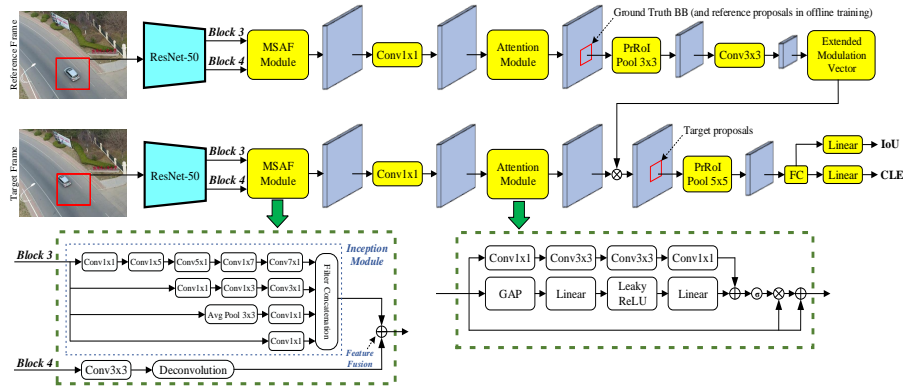 Reference Frame
ResNet-50
Block 3
Block 4
MSAF
Module
Conv1x1
Attention
Module
Ground Truth BB (and reference proposals in offline training)
PrRoI
Pool 3x3
Conv3x3
Extended
Modulation
Vector
Target Frame
ResNet-50
Block 3
Block 4
MSAF
Module
Conv1x1
Attention
Module
Target proposals
PrRoI
Pool 5x5
FC
Linear
IoU
Linear
CLE
Block 3
Inception
Module
Conv1x1
Conv1x5
Conv5x1
Conv1x7
Conv7x1
Conv1x1
Conv1x3
Conv3x1
Avg Pool 3x3
Conv1x1
Conv1x1
Filter Concatenation
Feature
Fusion
Block 4
Conv3x3
Deconvolution
Conv1x1
Conv3x3
Conv3x3
Conv1x1
GAP
Linear
Leaky
ReLU
Linear
σ